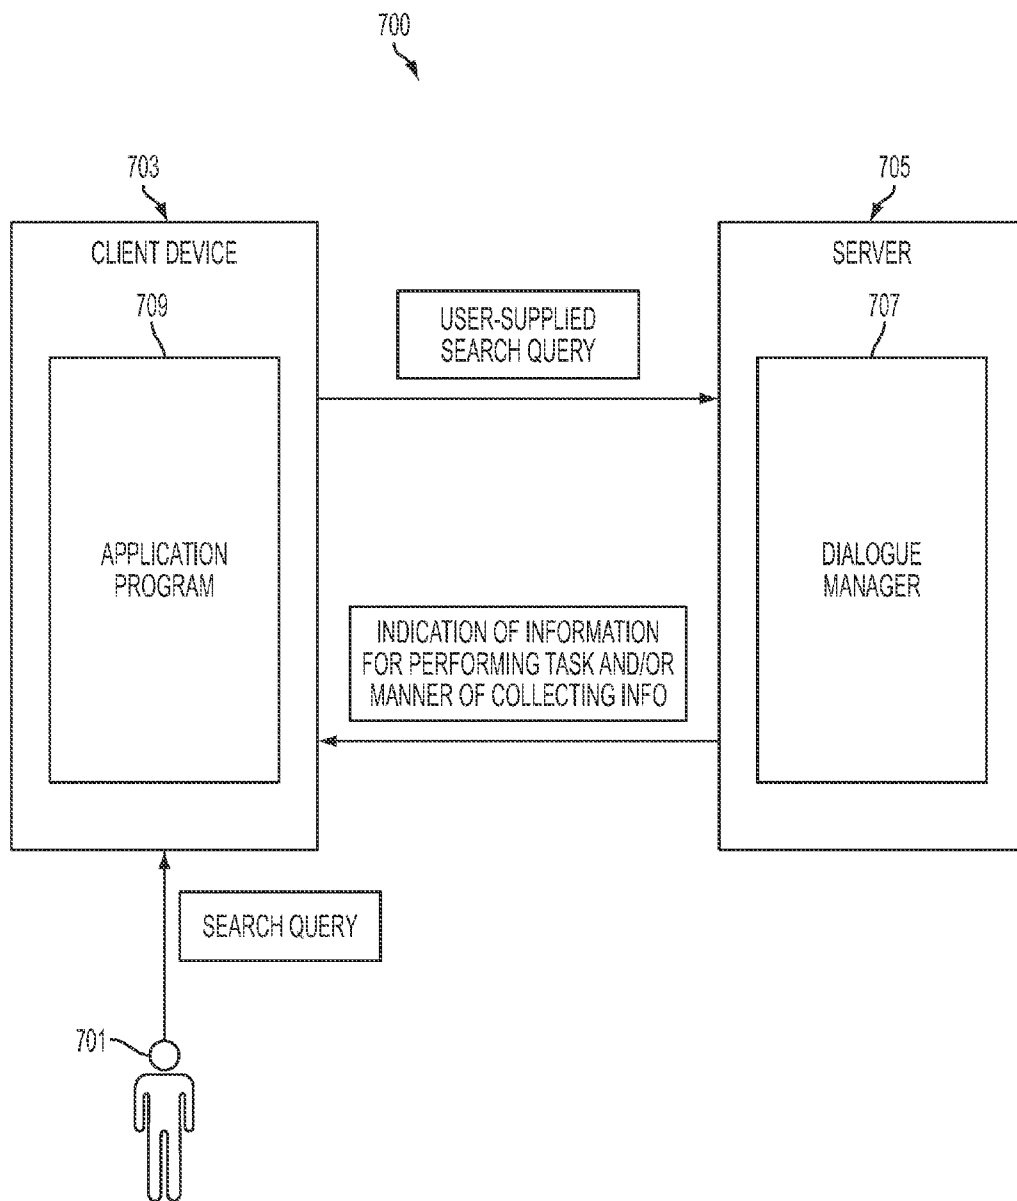 700
703
705
CLIENT DEVICE
SERVER
709
707
USER-SUPPLIED
SEARCH QUERY
APPLICATION
PROGRAM
DIALOGUE
MANAGER
INDICATION OF INFORMATION
FOR PERFORMING TASK AND/OR
MANNER OF COLLECTING INFO
SEARCH QUERY
701